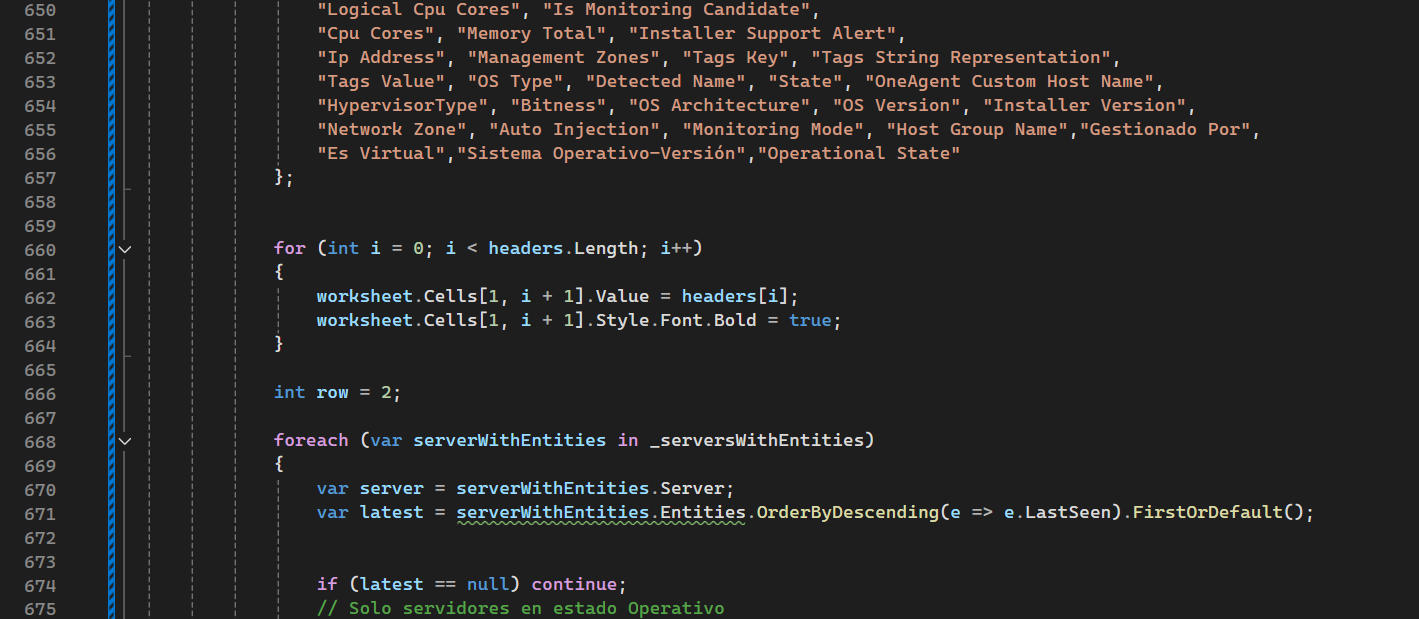 650 "Logical Cpu Cores", "Is Monitoring Candidate",
651 "Cpu Cores", "Memory Total", "Installer Support Alert",
652 "Ip Address", "Management Zones", "Tags Key", "Tags String Representation",
653 "Tags Value", "OS Type", "Detected Name", "State", "OneAgent Custom Host Name",
654 "HypervisorType", "Bitness", "OS Architecture", "OS Version", "Installer Version",
655 "Network Zone", "Auto Injection", "Monitoring Mode", "Host Group Name","Gestionado Por",
656 "Es Virtual","Sistema Operativo-Versión","Operational State"
657 };
658
659
660 for (int i = 0; i < headers.Length; i++)
661 {
662 worksheet.Cells[1, i + 1].Value = headers[i];
663 worksheet.Cells[1, i + 1].Style.Font.Bold = true;
664 }
665
666 int row = 2;
667
668 foreach (var serverWithEntities in _serversWithEntities)
669 {
670 var server = serverWithEntities.Server;
671 var latest = serverWithEntities.Entities.OrderByDescending(e => e.LastSeen).FirstOrDefault();
672
673
674 if (latest == null) continue;
675 // Solo servidores en estado Operativo